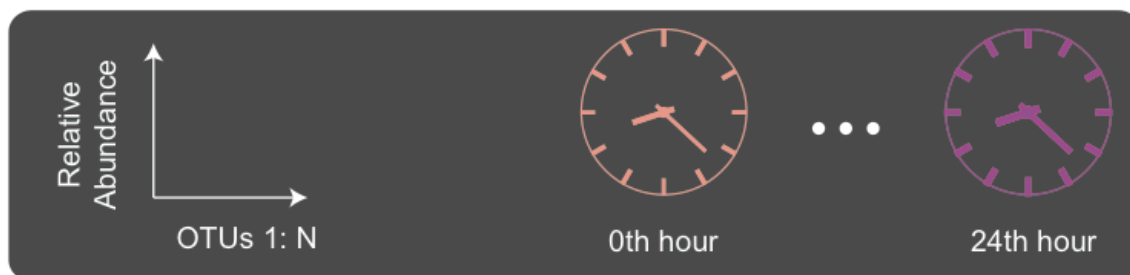 Relative
Abundance
OTUs 1: N
0th hour
24th hour